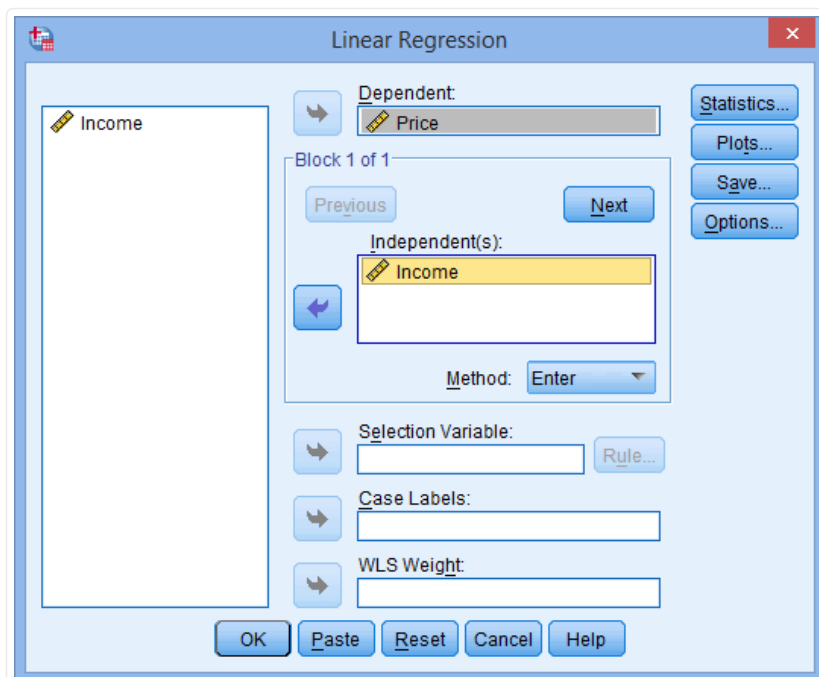 Linear Regression
Income
Dependent:
Price
Statistics...
Plots...
Save...
Options...
Block 1 of 1
Previous
Next
Independent(s):
Income
Method:
Enter
Selection Variable:
Rule...
Case Labels:
WLS Weight:
OK
Paste
Reset
Cancel
Help